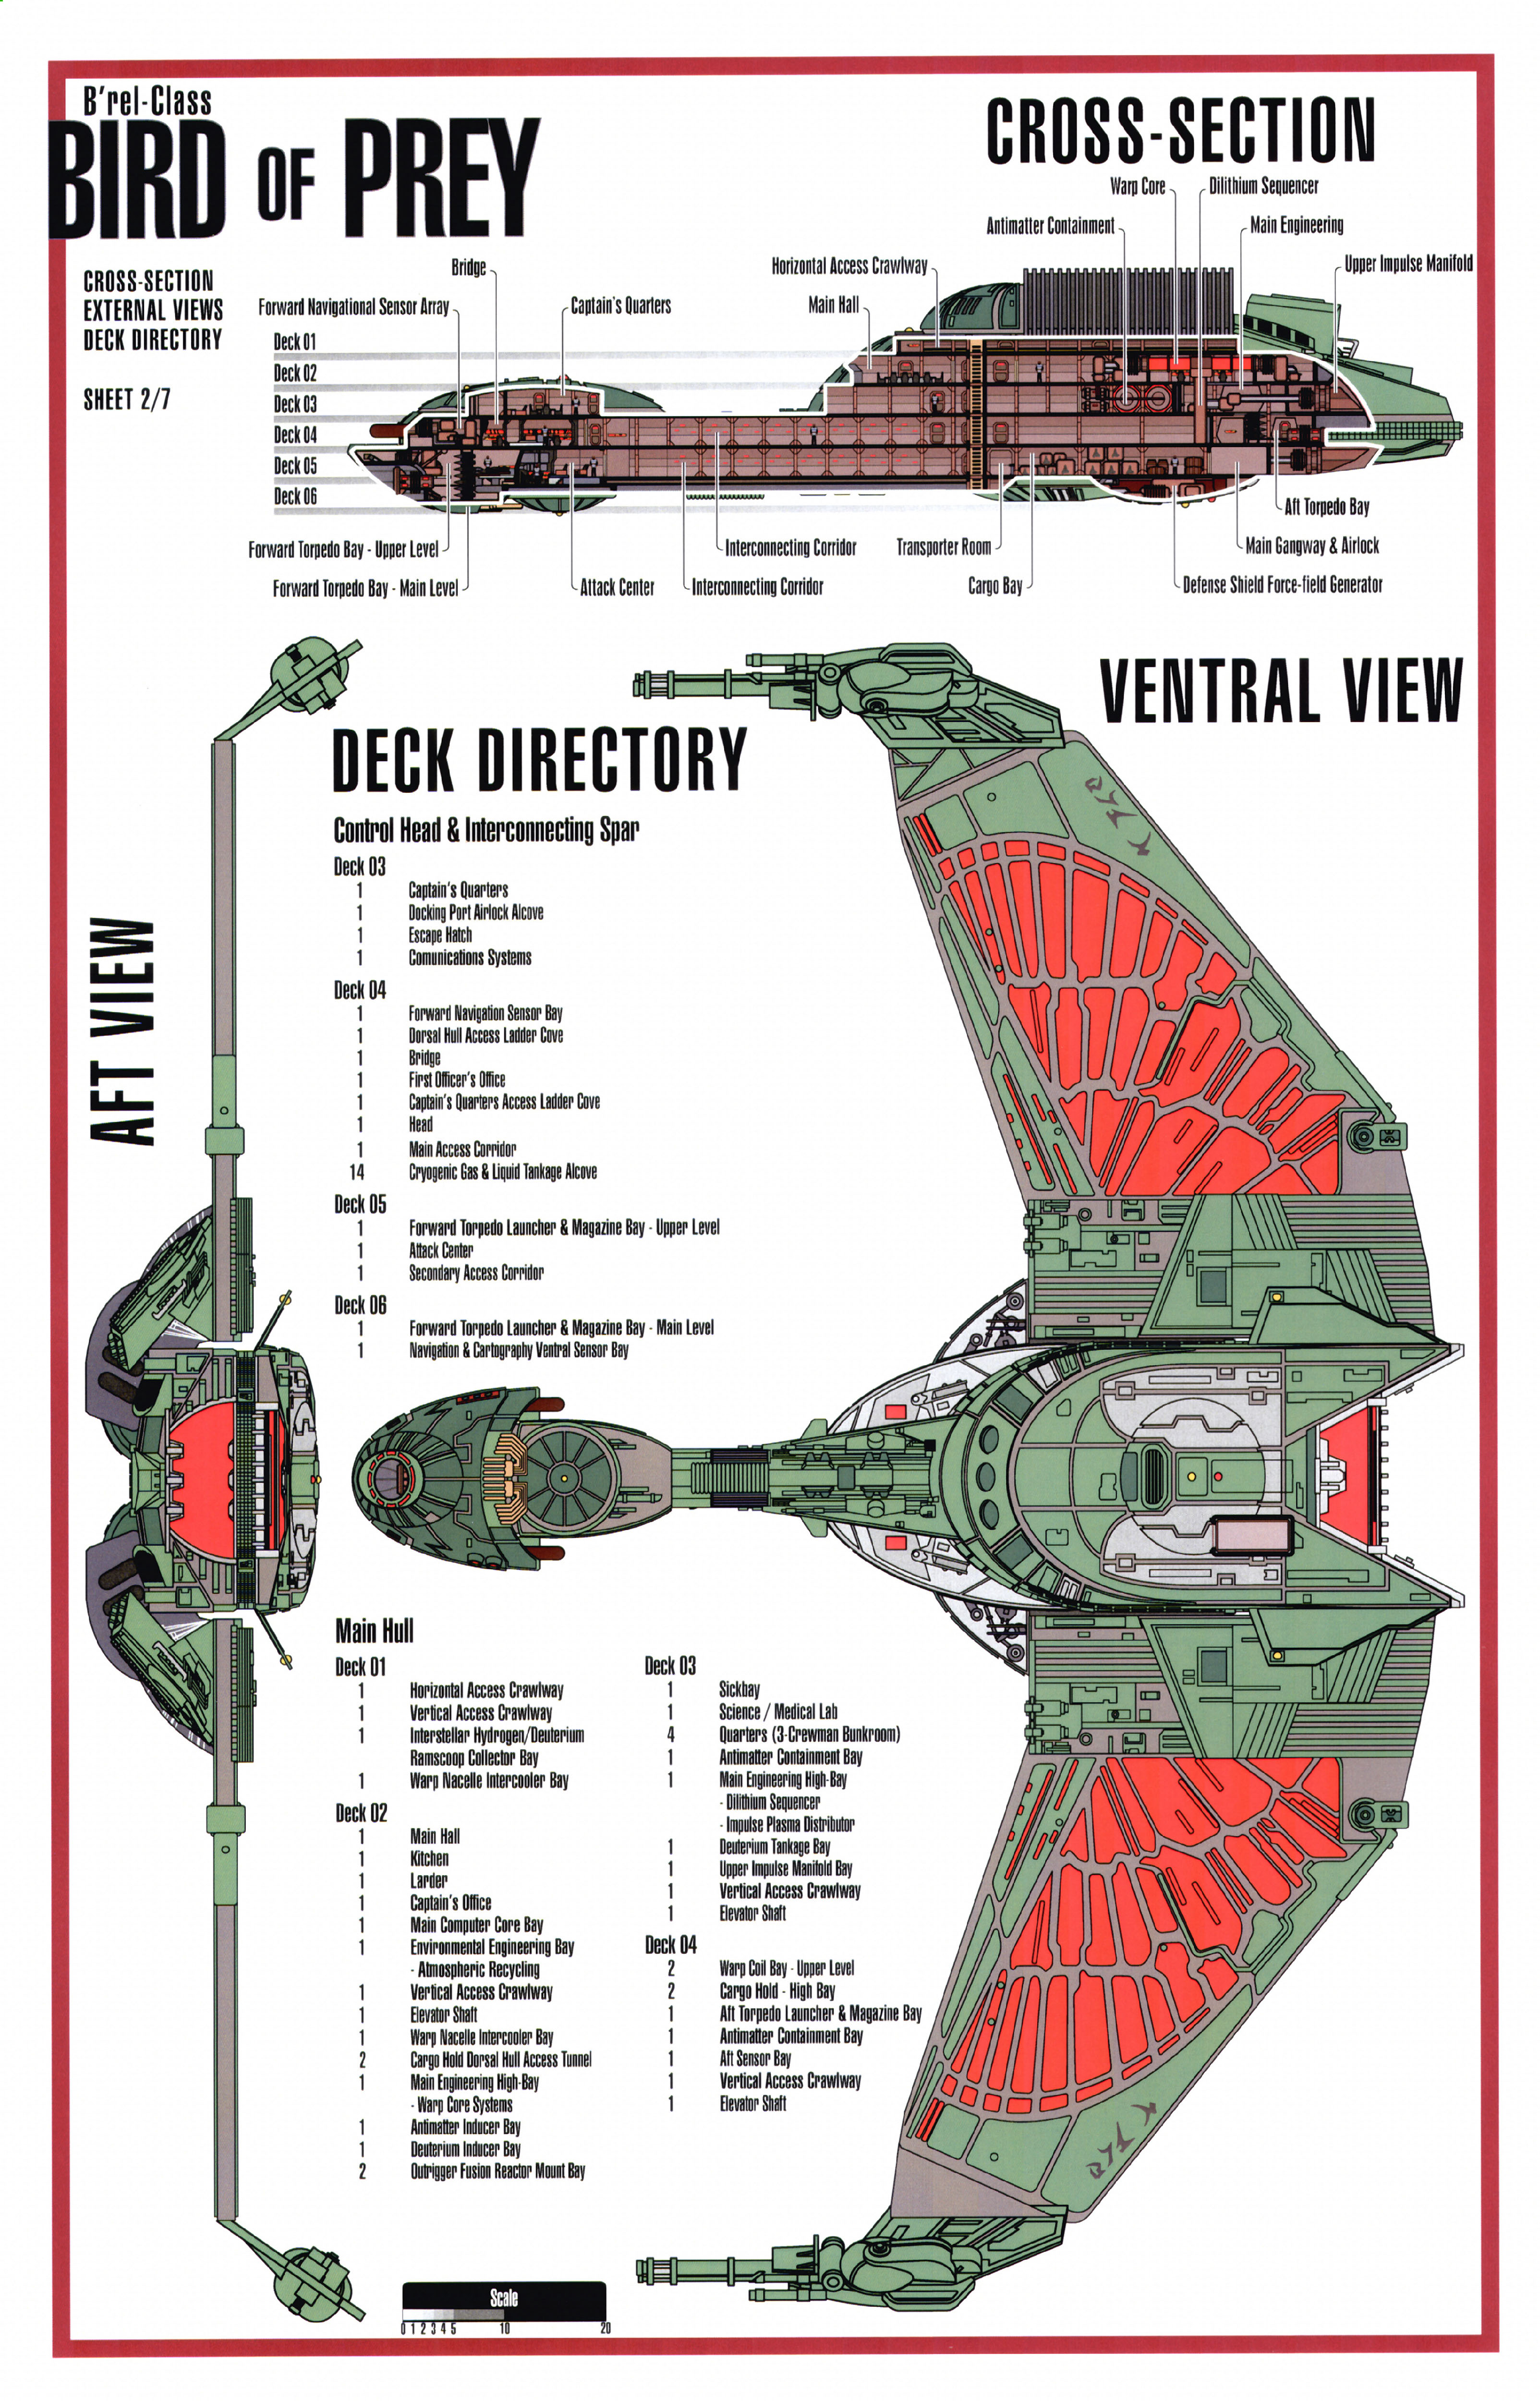 B'rel-Class
BIRD OF PREY
CROSS-SECTION
EXTERNAL VIEWS
DECK DIRECTORY
SHEET 2/7
CROSS-SECTION
Warp Core
Dilithium Sequencer
Antimatter Containment
Main Engineering
Bridge
Horizontal Access Crawlway
Upper Impulse Manifold
Forward Navigational Sensor Array
Captain's Quarters
Main Hall
Deck 01
Deck 02
Deck 03
Deck 04
Deck 05
Deck 06
Aft Torpedo Bay
Forward Torpedo Bay - Upper Level
Interconnecting Corridor
Transporter Room
Main Gangway & Airlock
Forward Torpedo Bay - Main Level
Attack Center
Interconnecting Corridor
Cargo Bay
Defense Shield Force-field Generator
VENTRAL VIEW
AFT VIEW
DECK DIRECTORY
Control Head & Interconnecting Spar
Deck 03
1 Captain's Quarters
1 Docking Port Airlock Alcove
1 Escape Hatch
1 Comunications Systems
Deck 04
1 Forward Navigation Sensor Bay
1 Dorsal Hull Access Ladder Cove
1 Bridge
1 First Officer's Office
1 Captain's Quarters Access Ladder Cove
1 Head
1 Main Access Corridor
14 Cryogenic Gas & Liquid Tankage Alcove
Deck 05
1 Forward Torpedo Launcher & Magazine Bay - Upper Level
1 Attack Center
1 Secondary Access Corridor
Deck 06
1 Forward Torpedo Launcher & Magazine Bay - Main Level
1 Navigation & Cartography Ventral Sensor Bay
Main Hull
Deck 01
1 Horizontal Access Crawlway
1 Vertical Access Crawlway
1 Interstellar Hydrogen/Deuterium
Ramscoop Collector Bay
1 Warp Nacelle Intercooler Bay
Deck 02
1 Main Hall
1 Kitchen
1 Larder
1 Captain's Office
1 Main Computer Core Bay
1 Environmental Engineering Bay
- Atmospheric Recycling
1 Vertical Access Crawlway
1 Elevator Shaft
1 Warp Nacelle Intercooler Bay
2 Cargo Hold Dorsal Hull Access Tunnel
1 Main Engineering High-Bay
- Warp Core Systems
1 Antimatter Inducer Bay
1 Deuterium Inducer Bay
2 Outrigger Fusion Reactor Mount Bay
Deck 03
1 Sickbay
1 Science / Medical Lab
4 Quarters (3-Crewman Bunkroom)
1 Antimatter Containment Bay
1 Main Engineering High-Bay
- Dilithium Sequencer
- Impulse Plasma Distributor
1 Deuterium Tankage Bay
1 Upper Impulse Manifold Bay
1 Vertical Access Crawlway
1 Elevator Shaft
Deck 04
2 Warp Coil Bay - Upper Level
2 Cargo Hold - High Bay
1 Aft Torpedo Launcher & Magazine Bay
1 Antimatter Containment Bay
1 Aft Sensor Bay
1 Vertical Access Crawlway
1 Elevator Shaft
Scale
0 1 2 3 4 5 10 20